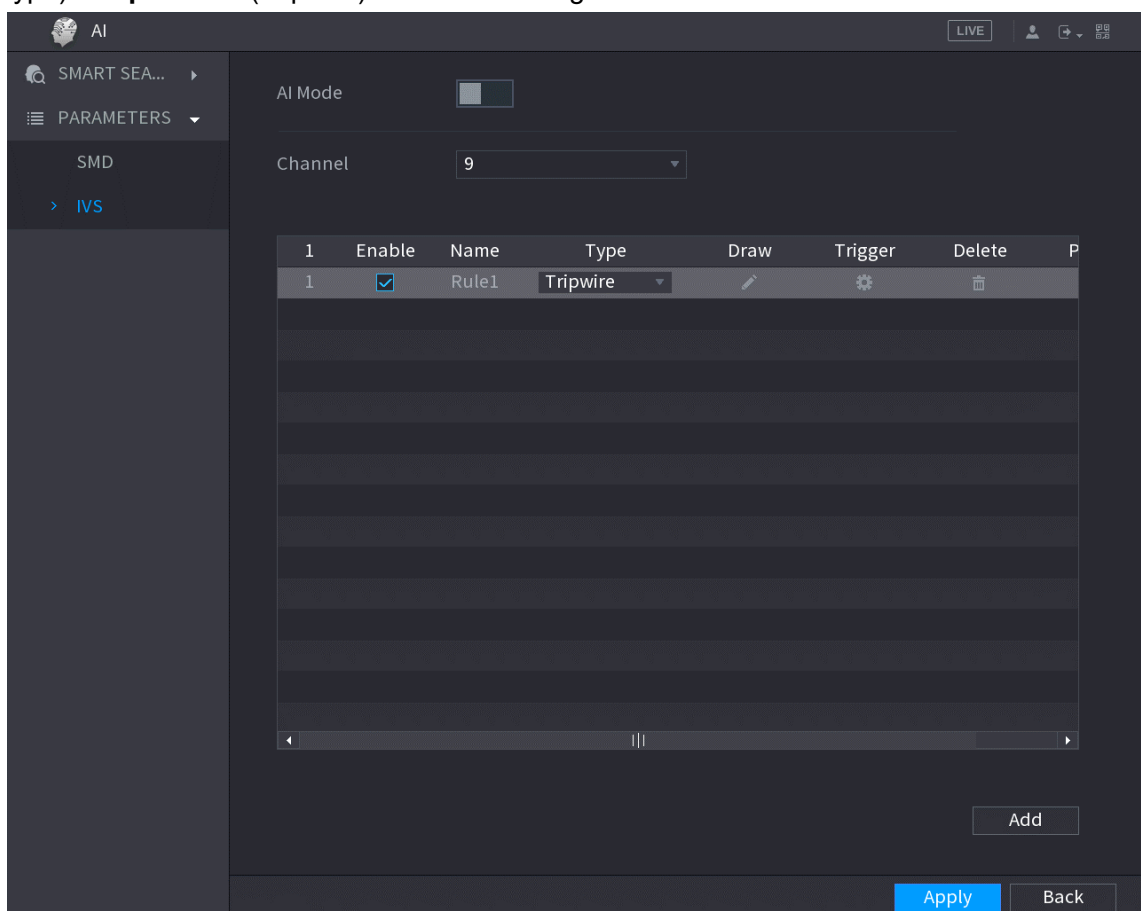 AI
LIVE
SMART SEA...
PARAMETERS
SMD
> IVS
AI Mode
Channel 9
1 Enable Name Type Draw Trigger Delete P
1 Rule1 Tripwire
Add
Apply Back